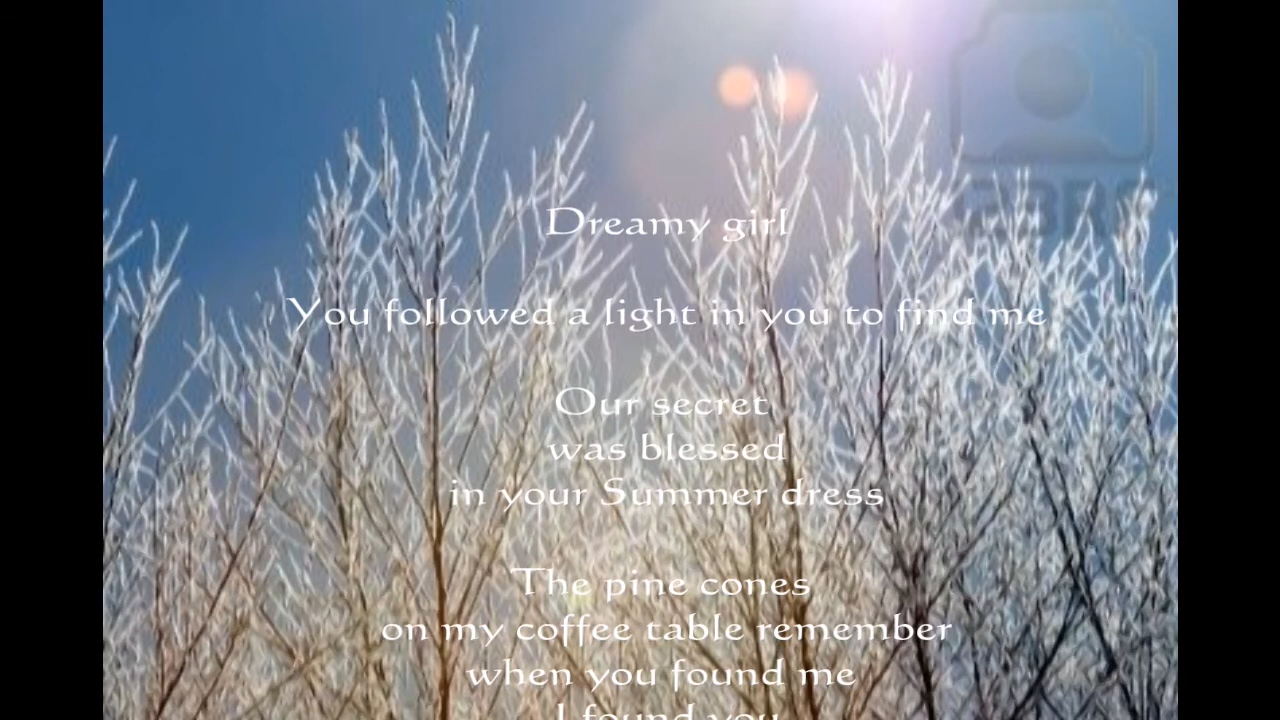 Dreamy girl
You followed a light in you to find me
Our secret
was blessed
in your Summer dress
The pine cones
on my coffee table remember
when you found me
I found you